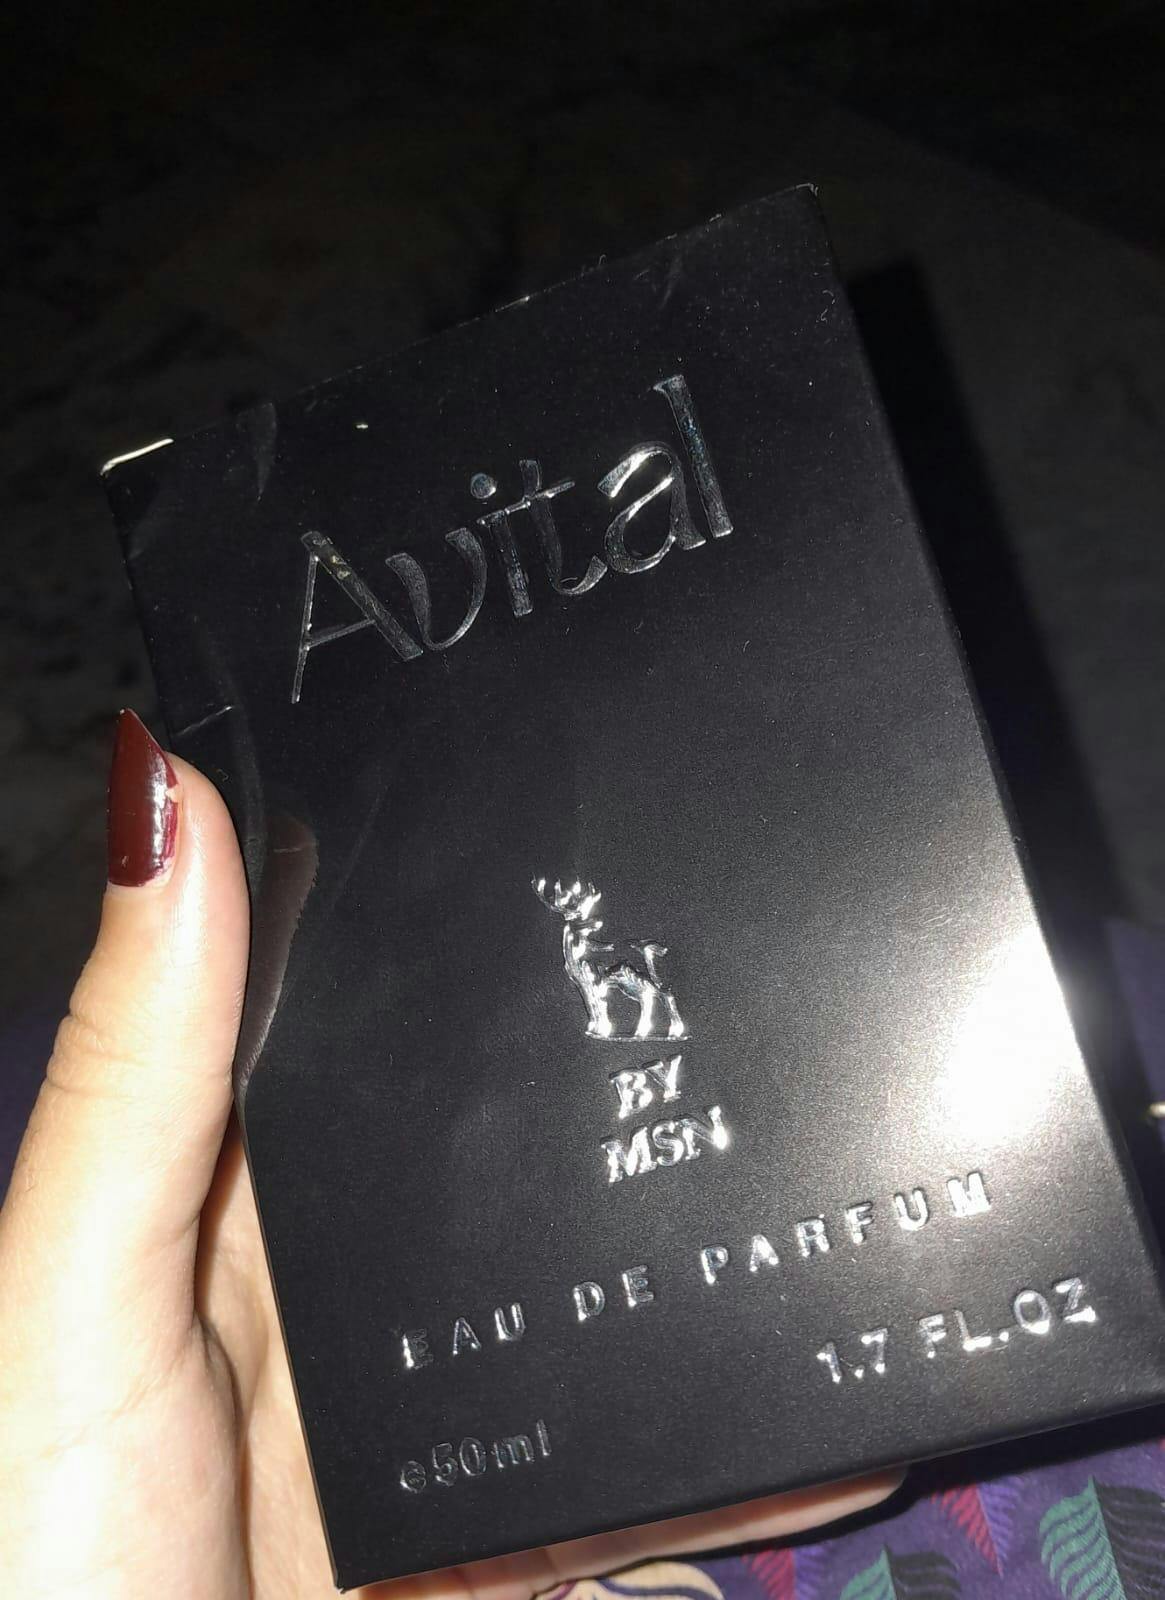 Avital
BY
MSN
EAU DE PARFUM
1.7 FL.OZ
e50ml